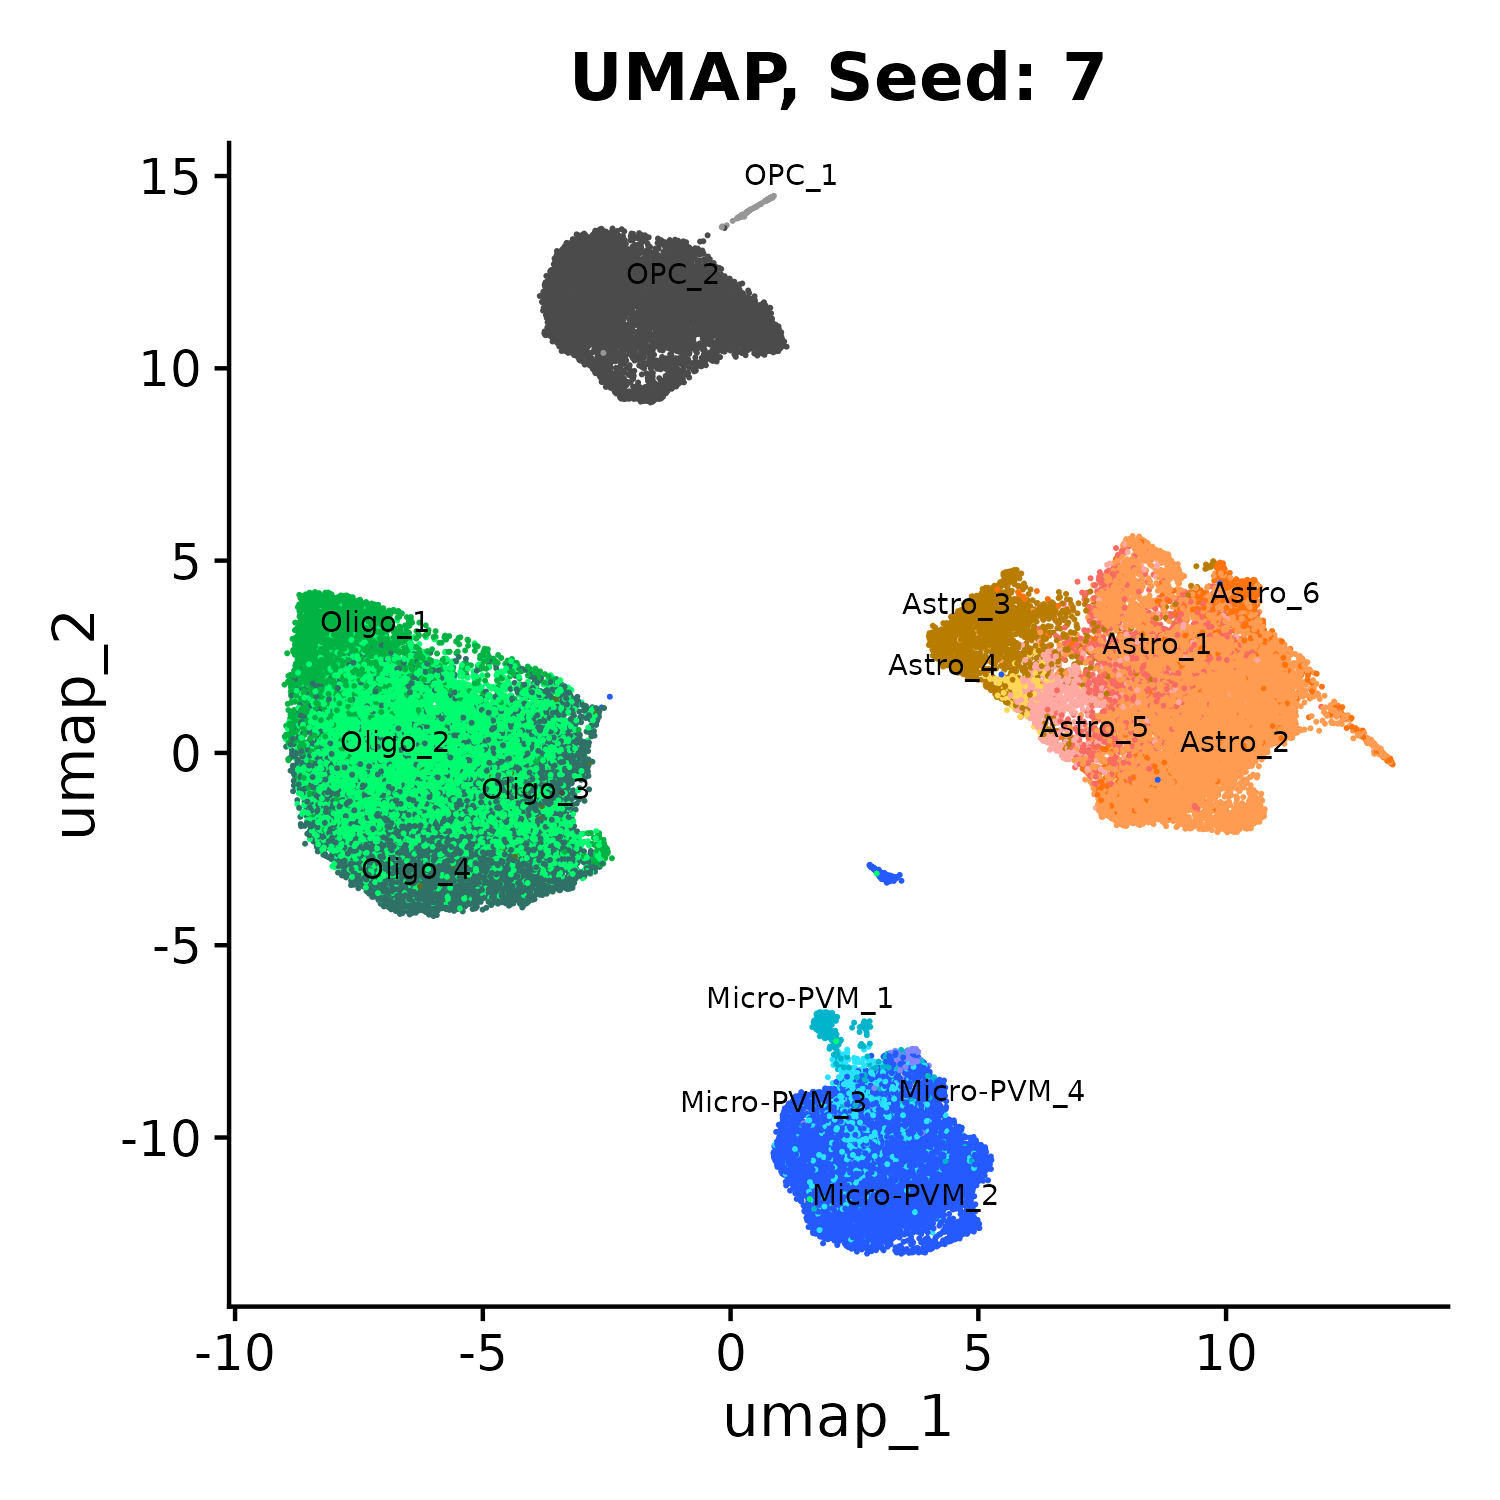 UMAP, Seed: 7
15
10
5
0
-5
-10
umap_2
OPC_1
OPC_2
Astro_3
Astro_6
Oligo_1
Astro_1
Astro_4
Astro_5
Oligo_2
Astro_2
Oligo_3
Oligo_4
Micro-PVM_1
Micro-PVM_4
Micro-PVM_3
Micro-PVM_2
-10
-5
0
5
10
umap_1